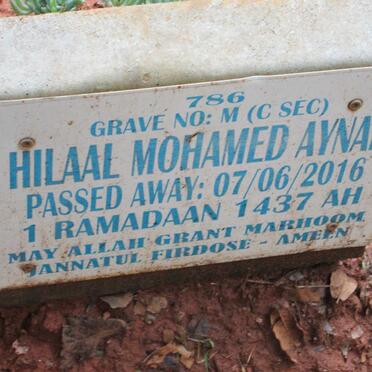 786
GRAVE NO: M (C SEC)
HILAAL MOHAMED
PASSED AWAY: 07/06/2016
1 RAMADAAN 1437 AH
MAY ALLAH GRANT MARHOOM
JANNATUL FIRDOSE - AMEEN